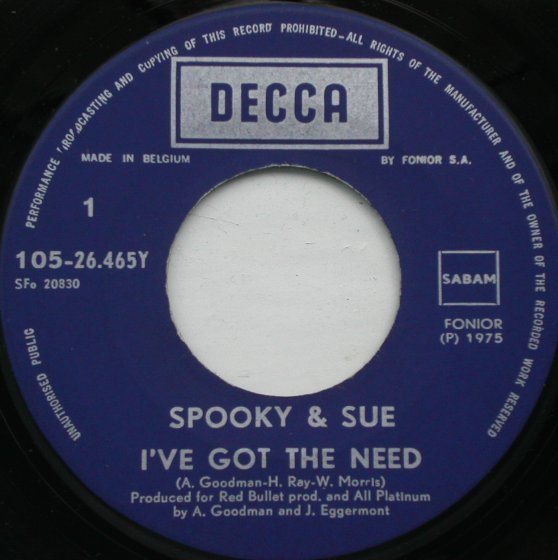 UNAUTHORISED PUBLIC PERFORMANCE BROADCASTING AND COPYING OF THIS RECORD PROHIBITED-ALL RIGHTS OF THE MANUFACTURER AND OF THE OWNER OF THE RECORDED WORK RESERVED
DECCA
MADE IN BELGIUM
BY FONIOR S.A.
1
105-26.465Y
SFo 20830
SABAM
FONIOR
(P) 1975
SPOOKY & SUE
I'VE GOT THE NEED
(A. Goodman-H. Ray-W. Morris)
Produced for Red Bullet prod. and All Platinum
by A. Goodman and J. Eggermont